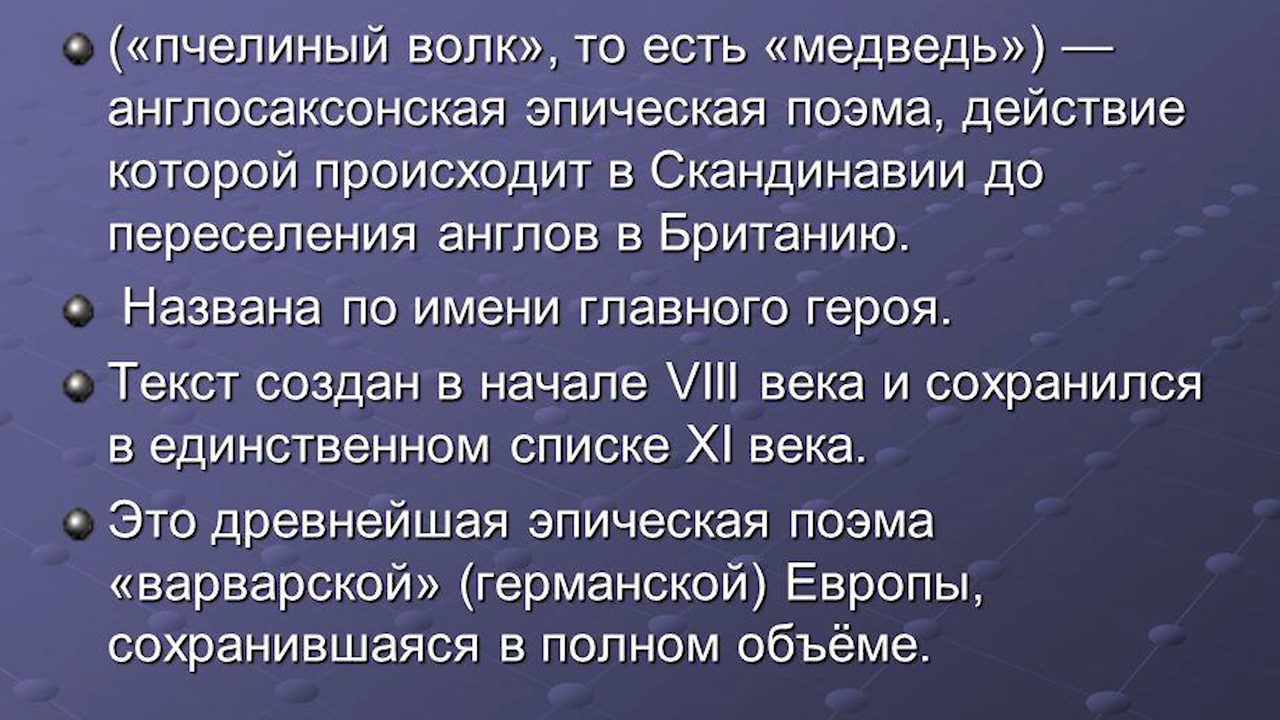 («пчелиный волк», то есть «медведь») —
англосаксонская эпическая поэма, действие
которой происходит в Скандинавии до
переселения англов в Британию.
Названа по имени главного героя.
Текст создан в начале VIII века и сохранился
в единственном списке XI века.
Это древнейшая эпическая поэма
«варварской» (германской) Европы,
сохранившаяся в полном объёме.